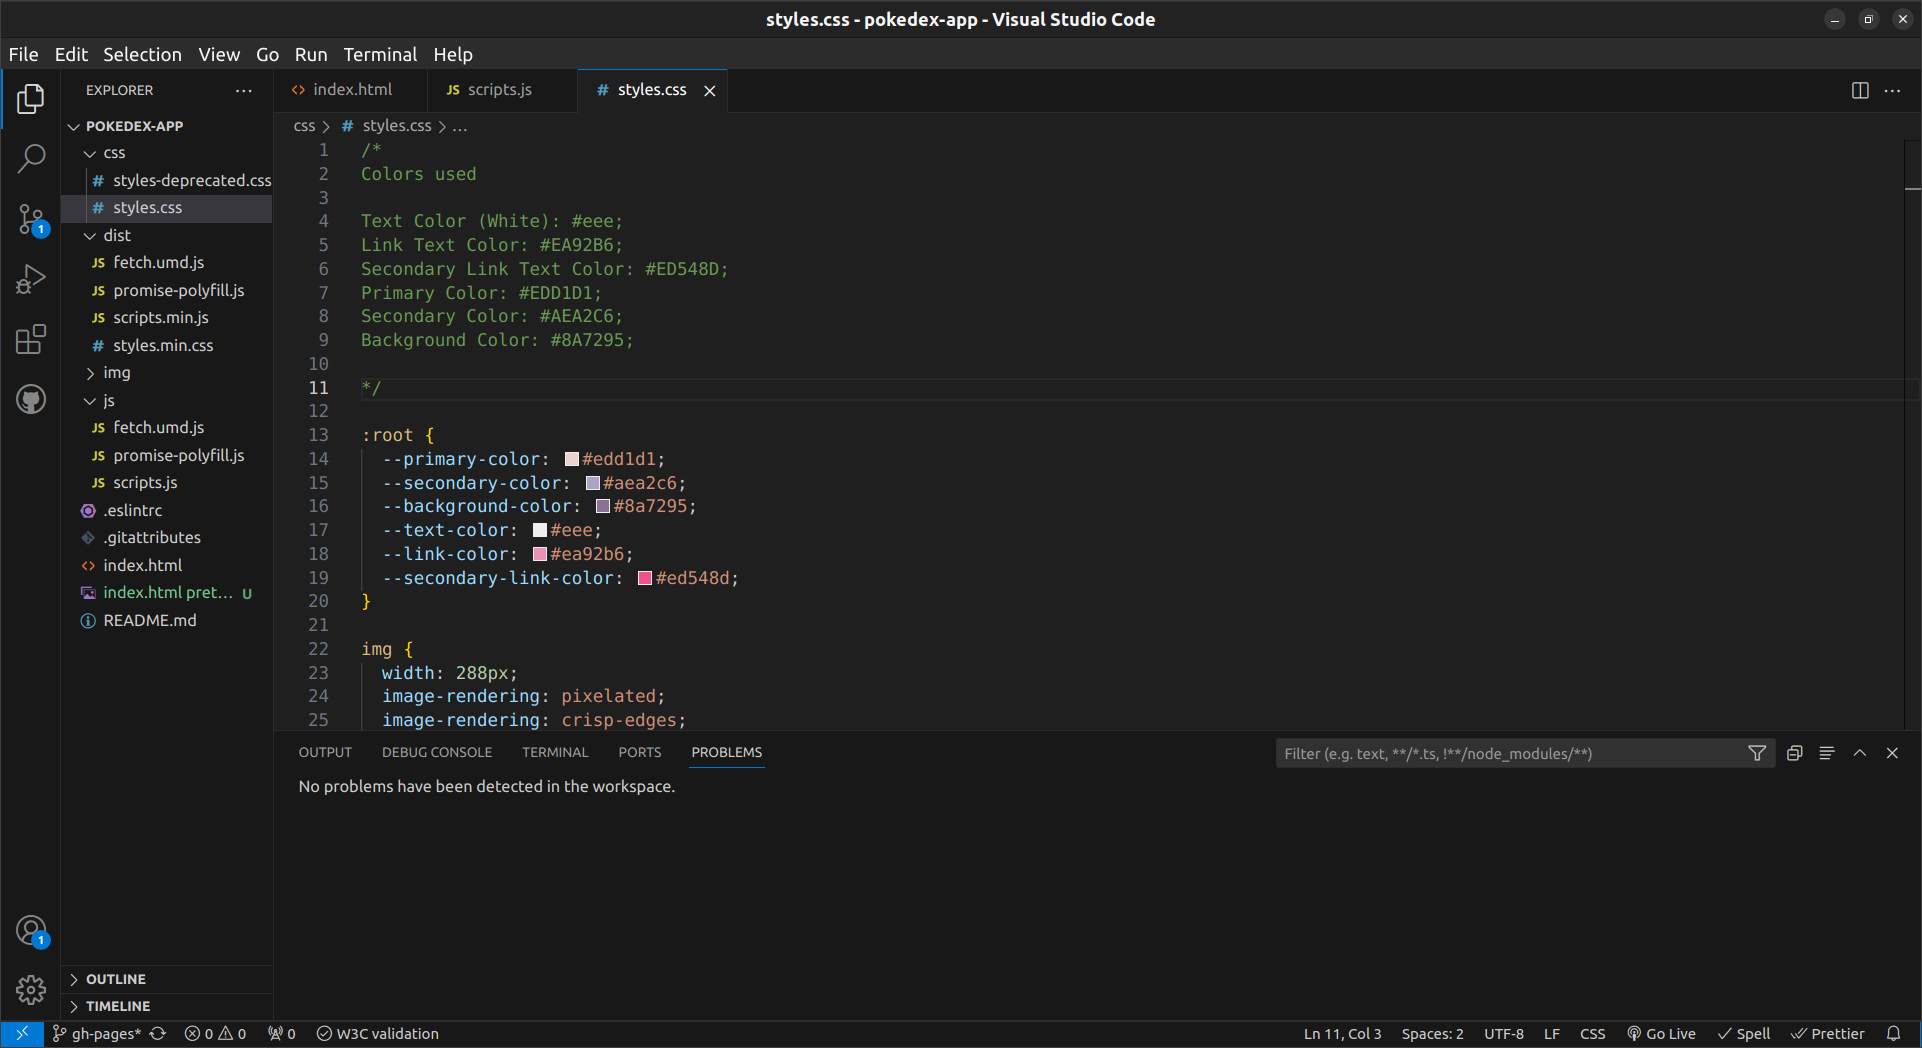 styles.css - pokedex-app - Visual Studio Code
File Edit Selection View Go Run Terminal Help
EXPLORER
POKEDEX-APP
css
# styles-deprecated.css
# styles.css
dist
JS fetch.umd.js
JS promise-polyfill.js
JS scripts.min.js
# styles.min.css
img
js
JS fetch.umd.js
JS promise-polyfill.js
JS scripts.js
.eslintrc
.gitattributes
<> index.html
index.html pret... U
README.md
OUTLINE
TIMELINE
1
1
<> index.html JS scripts.js # styles.css
css > # styles.css > ...
1 /*
2 Colors used
3
4 Text Color (White): #eee;
5 Link Text Color: #EA92B6;
6 Secondary Link Text Color: #ED548D;
7 Primary Color: #EDD1D1;
8 Secondary Color: #AEA2C6;
9 Background Color: #8A7295;
10
11 */
12
13 :root {
14 --primary-color: #edd1d1;
15 --secondary-color: #aea2c6;
16 --background-color: #8a7295;
17 --text-color: #eee;
18 --link-color: #ea92b6;
19 --secondary-link-color: #ed548d;
20 }
21
22 img {
23 width: 288px;
24 image-rendering: pixelated;
25 image-rendering: crisp-edges;
OUTPUT DEBUG CONSOLE TERMINAL PORTS PROBLEMS Filter (e.g. text, **/*.ts, !**/node_modules/**)
No problems have been detected in the workspace.
gh-pages* 0 0 0 W3C validation Ln 11, Col 3 Spaces: 2 UTF-8 LF CSS Go Live Spell Prettier